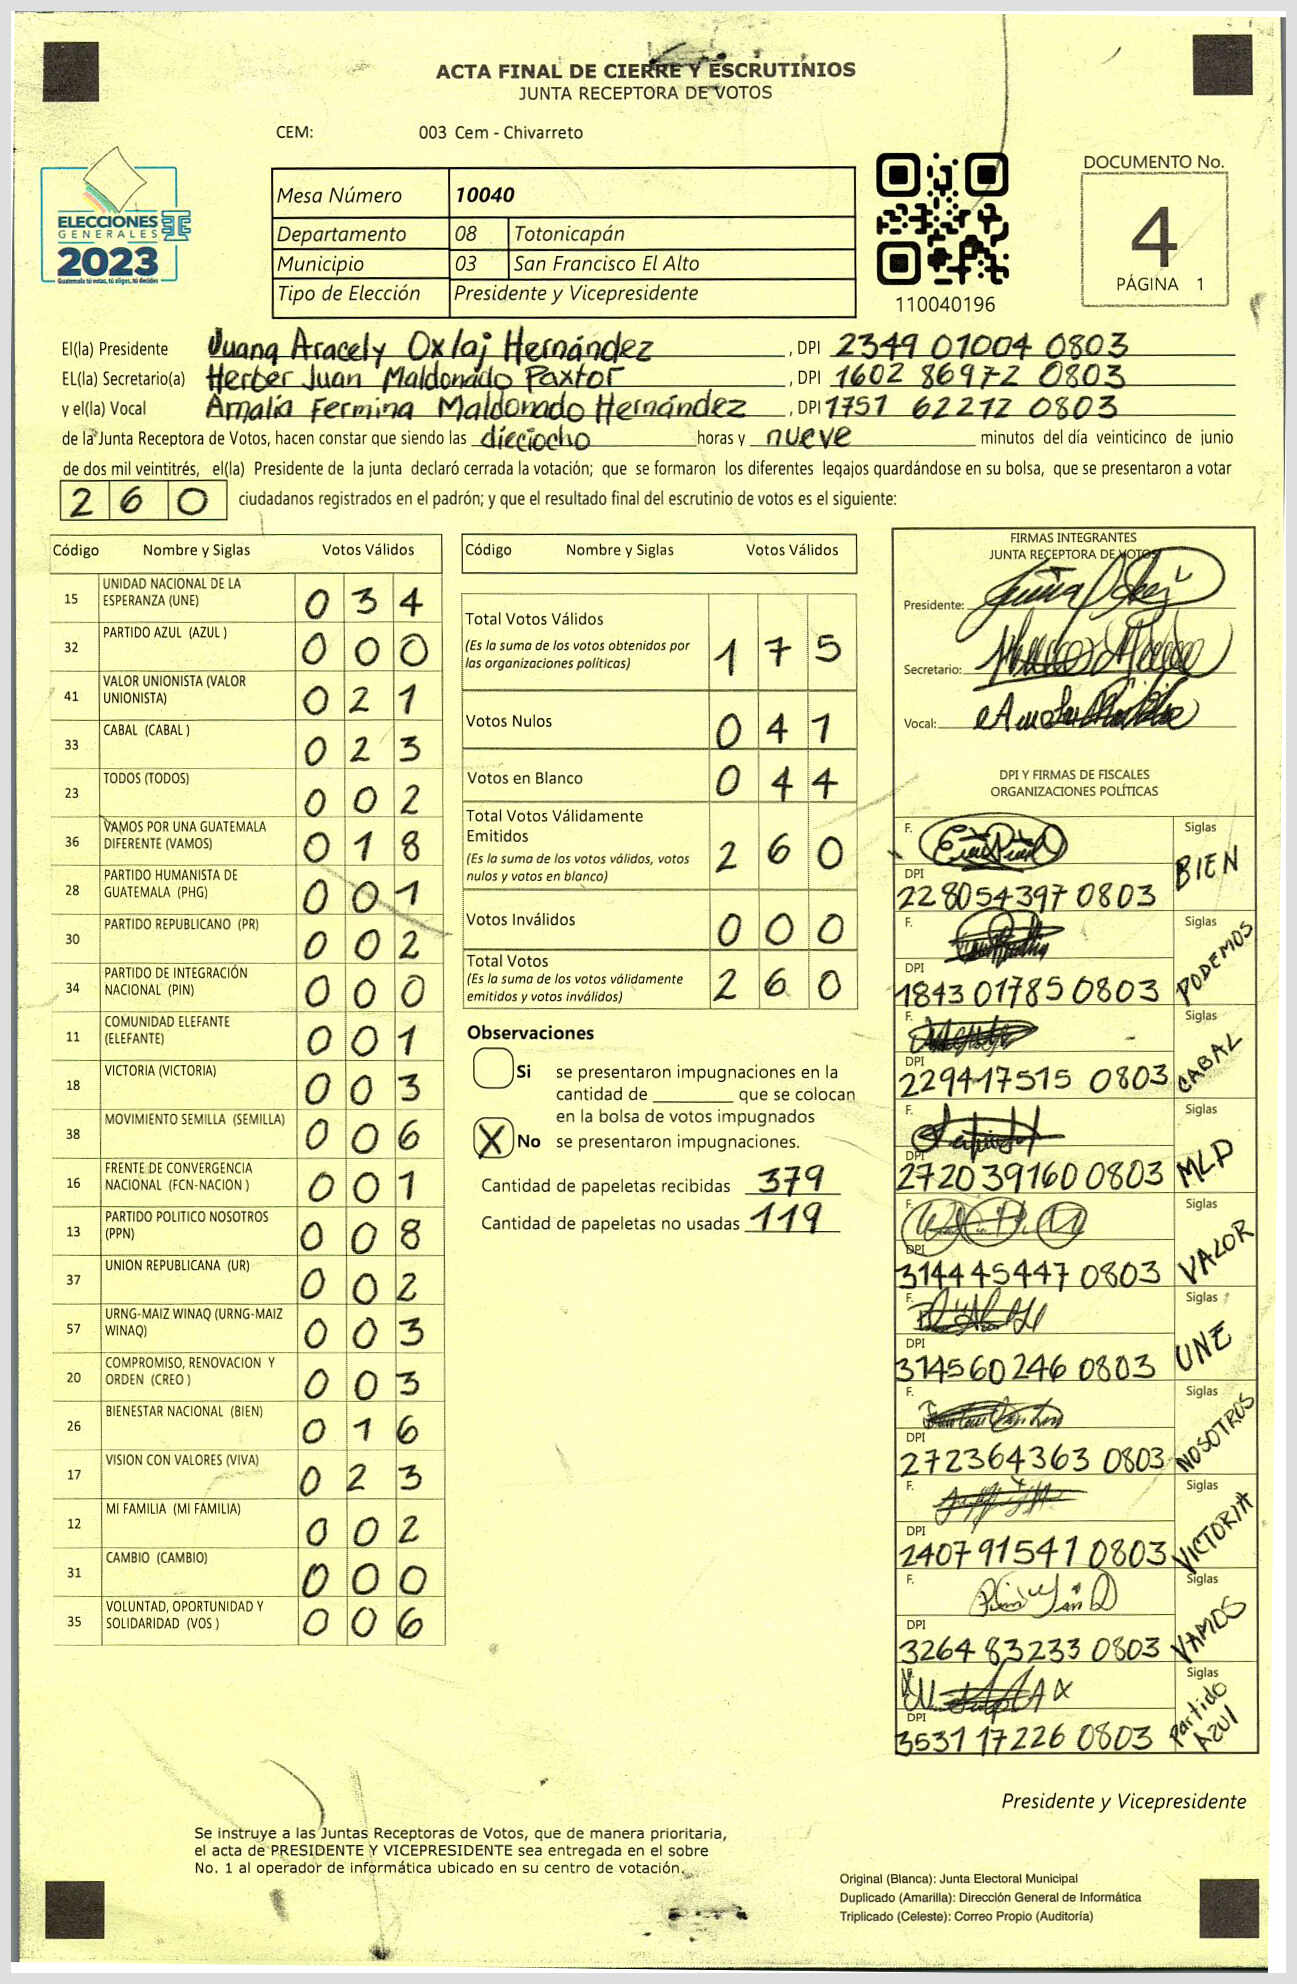 ACTA FINAL DE CIERRE Y ESCRUTINIOS
JUNTA RECEPTORA DE VOTOS
CEM: 003 Cem - Chivarreto
ELECCIONES
GENERALES
2023
Guatemala tú votas, tú eliges, tú decides
Mesa Número 10040
Departamento 08 Totonicapán
Municipio 03 San Francisco El Alto
Tipo de Elección Presidente y Vicepresidente
110040196
DOCUMENTO No.
4
PÁGINA 1
El(la) Presidente Juana Aracely Oxlaj Hernández , DPI 2349 01004 0803
EL(la) Secretario(a) Herber Juan Maldonado Paxtor , DPI 1602 86972 0803
y el(la) Vocal Amalia Fermina Maldonado Hernández , DPI 1751 62272 0803
de la Junta Receptora de Votos, hacen constar que siendo las dieciocho horas y nueve minutos del día veinticinco de junio
de dos mil veintitrés, el(la) Presidente de la junta declaró cerrada la votación; que se formaron los diferentes legajos guardándose en su bolsa, que se presentaron a votar
260 ciudadanos registrados en el padrón; y que el resultado final del escrutinio de votos es el siguiente:
Código Nombre y Siglas Votos Válidos
15 UNIDAD NACIONAL DE LA ESPERANZA (UNE) 0 3 4
32 PARTIDO AZUL (AZUL ) 0 0 0
41 VALOR UNIONISTA (VALOR UNIONISTA) 0 2 1
33 CABAL (CABAL ) 0 2 3
23 TODOS (TODOS) 0 0 2
36 VAMOS POR UNA GUATEMALA DIFERENTE (VAMOS) 0 1 8
28 PARTIDO HUMANISTA DE GUATEMALA (PHG) 0 0 1
30 PARTIDO REPUBLICANO (PR) 0 0 2
34 PARTIDO DE INTEGRACIÓN NACIONAL (PIN) 0 0 0
11 COMUNIDAD ELEFANTE (ELEFANTE) 0 0 1
18 VICTORIA (VICTORIA) 0 0 3
38 MOVIMIENTO SEMILLA (SEMILLA) 0 0 6
16 FRENTE DE CONVERGENCIA NACIONAL (FCN-NACION ) 0 0 1
13 PARTIDO POLITICO NOSOTROS (PPN) 0 0 8
37 UNION REPUBLICANA (UR) 0 0 2
57 URNG-MAIZ WINAQ (URNG-MAIZ WINAQ) 0 0 3
20 COMPROMISO, RENOVACION Y ORDEN (CREO ) 0 0 3
26 BIENESTAR NACIONAL (BIEN) 0 1 6
17 VISION CON VALORES (VIVA) 0 2 3
12 MI FAMILIA (MI FAMILIA) 0 0 2
31 CAMBIO (CAMBIO) 0 0 0
35 VOLUNTAD, OPORTUNIDAD Y SOLIDARIDAD (VOS ) 0 0 6
Código Nombre y Siglas Votos Válidos
Total Votos Válidos 1 7 5
(Es la suma de los votos obtenidos por
las organizaciones políticas)
Votos Nulos 0 4 1
Votos en Blanco 0 4 4
Total Votos Válidamente
Emitidos 2 6 0
(Es la suma de los votos válidos, votos
nulos y votos en blanco)
Votos Inválidos 0 0 0
Total Votos 2 6 0
(Es la suma de los votos válidamente
emitidos y votos inválidos)
Observaciones
Si se presentaron impugnaciones en la
cantidad de ________ que se colocan
en la bolsa de votos impugnados
X No se presentaron impugnaciones.
Cantidad de papeletas recibidas 379
Cantidad de papeletas no usadas 119
FIRMAS INTEGRANTES
JUNTA RECEPTORA DE VOTOS
Presidente:
Secretario:
Vocal:
DPI Y FIRMAS DE FISCALES
ORGANIZACIONES POLÍTICAS
F. Siglas BIEN
DPI 228054397 0803
F. Siglas PODEMOS
DPI 1843 01785 0803
F. Siglas CABAL
DPI 229417515 0803
F. Siglas MLP
DPI 2720 39160 0803
F. Siglas VALOR
DPI 314445447 0803
F. Siglas UNE
DPI 314560246 0803
F. Siglas NOSOTROS
DPI 272364363 0803
F. Siglas VICTORIA
DPI 2407 91541 0803
F. Siglas VAMOS
DPI 3264 83233 0803
Siglas Partido AZUl
DPI 3531 17226 0803
Presidente y Vicepresidente
Se instruye a las Juntas Receptoras de Votos, que de manera prioritaria,
el acta de PRESIDENTE Y VICEPRESIDENTE sea entregada en el sobre
No. 1 al operador de informática ubicado en su centro de votación.
Original (Blanca): Junta Electoral Municipal
Duplicado (Amarilla): Dirección General de Informática
Triplicado (Celeste): Correo Propio (Auditoría)